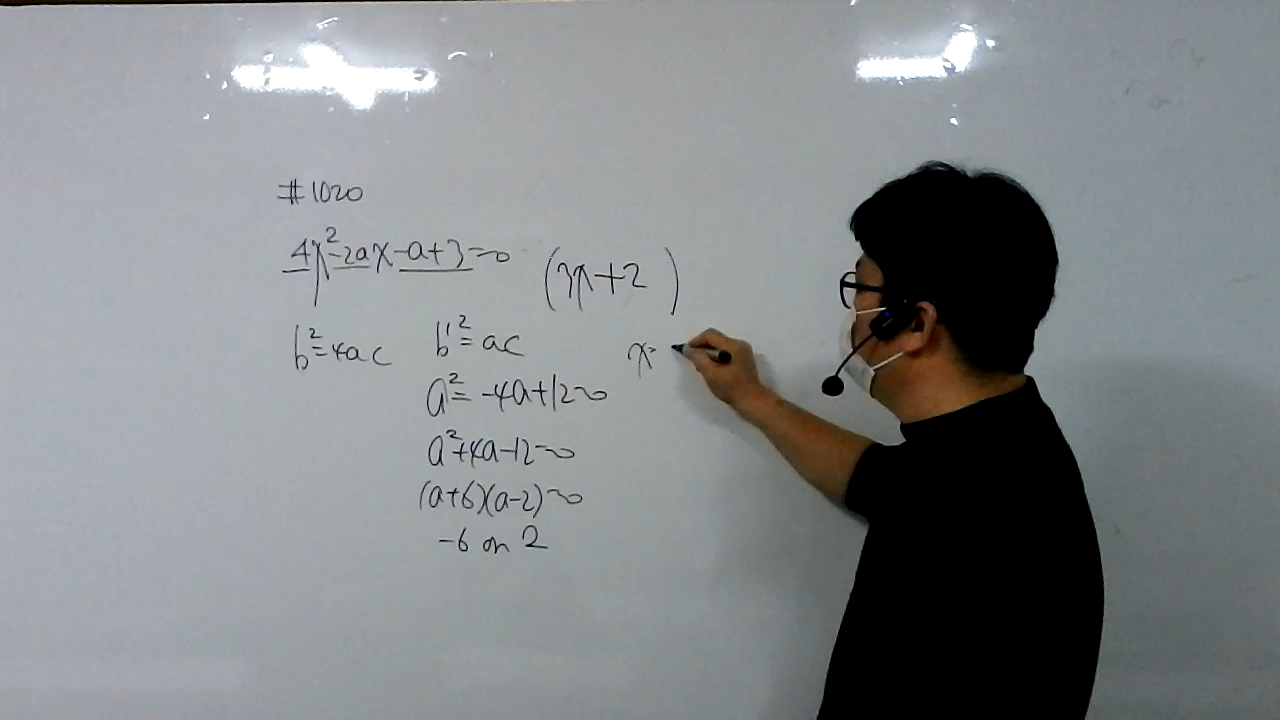 #1020
4x²-2ax-a+3=0 (3x+2 )
b²=4ac b'²=ac x=
a²=-4a+12=0
a²+4a-12=0
(a+6)(a-2)=0
-6 or 2